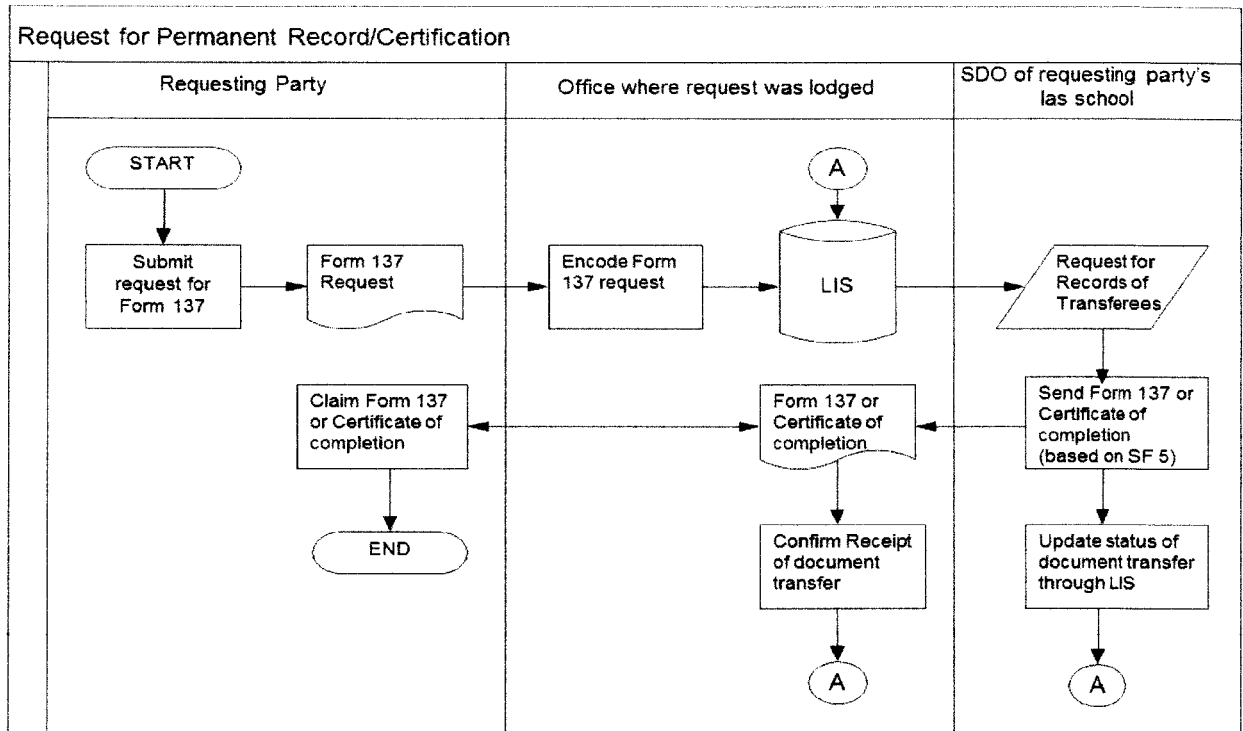 Request for Permanent Record/Certification
Requesting Party
Office where request was lodged
SDO of requesting party's
las school
START
A
Submit
request for
Form 137
Form 137
Request
Encode Form
137 request
LIS
Request for
Records of
Transferees
Claim Form 137
or Certificate of
completion
Form 137 or
Certificate of
completion
Send Form 137 or
Certificate of
completion
(based on SF 5)
END
Confirm Receipt
of document
transfer
Update status of
document transfer
through LIS
A
A